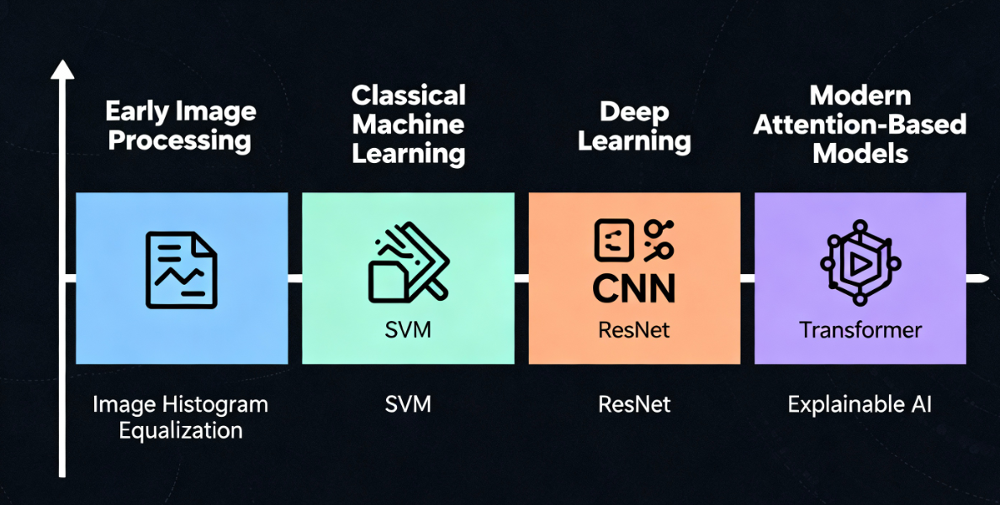 Early Image
Processing
Classical
Machine
Learning
Deep
Learning
Modern
Attention-Based
Models
SVM
CNN
ResNet
Transformer
Image Histogram
Equalization
SVM
ResNet
Explainable AI